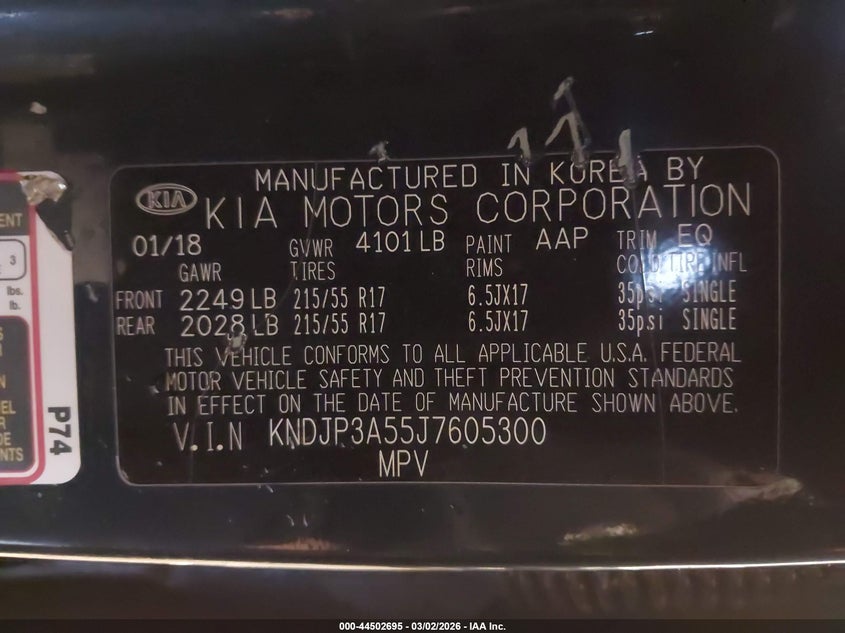 MANUFACTURED IN KOREA BY
KIA
KIA MOTORS CORPORATION
01/18 GVWR 4101 LB PAINT AAP TRIM EQ
GAWR TIRES RIMS COLD TIRE INFL
FRONT 2249 LB 215/55 R17 6.5JX17 35psi SINGLE
REAR 2028 LB 215/55 R17 6.5JX17 35psi SINGLE
THIS VEHICLE CONFORMS TO ALL APPLICABLE U.S.A. FEDERAL
MOTOR VEHICLE SAFETY AND THEFT PREVENTION STANDARDS
IN EFFECT ON THE DATE OF MANUFACTURE SHOWN ABOVE.
V.I.N KNDJP3A55J7605300
MPV
3
lbs.
lb.
P74
000-44502695 - 03/02/2026 - IAA Inc.